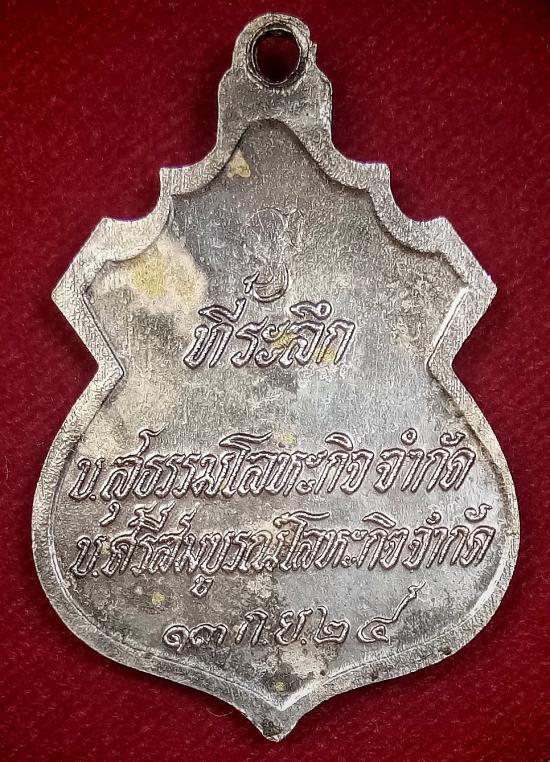 ที่ระลึก
บ.สุธรรมโลหะกิจ จำกัด
บ.ศรีสมบูรณ์โลหะกิจ จำกัด
๑๓ ก.ย. ๒๔